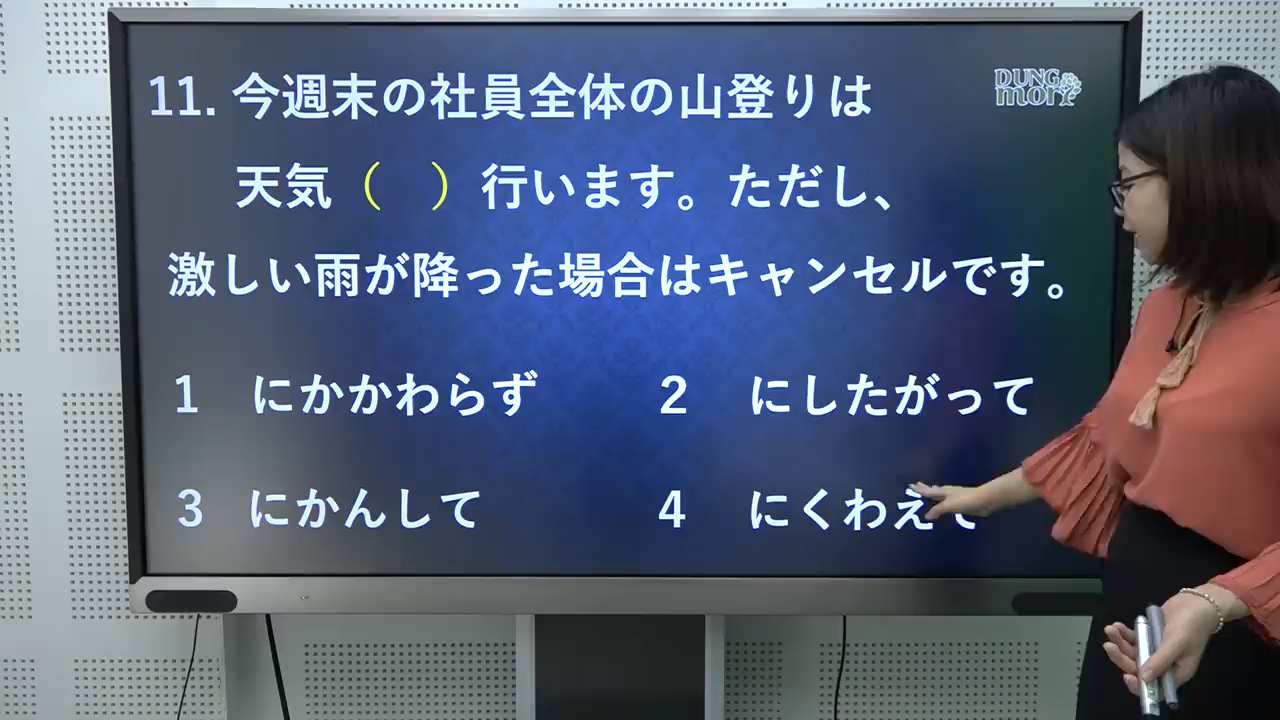 DUNG
mori
11. 今週末の社員全体の山登りは
天気（　）行います。ただし、
激しい雨が降った場合はキャンセルです。
1　にかかわらず　　2　にしたがって
3　にかんして　　4　にくわえて